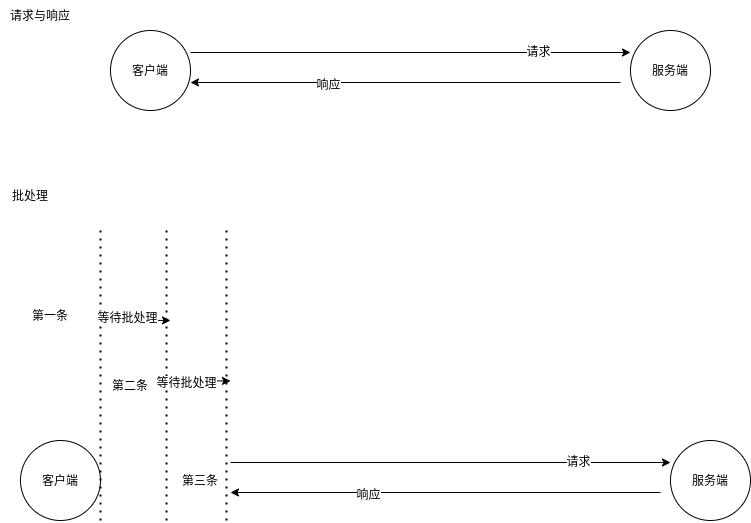 请求与响应
请求
客户端
服务端
响应
批处理
第一条
等待批处理
第二条
等待批处理
请求
客户端
第三条
服务端
响应